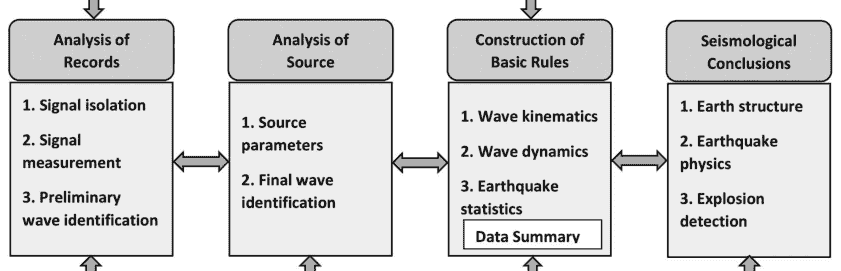 Analysis of
Records
1. Signal isolation
2. Signal
measurement
3. Preliminary
wave identification
Analysis of
Source
1. Source
parameters
2. Final wave
identification
Construction of
Basic Rules
1. Wave kinematics
2. Wave dynamics
3. Earthquake
statistics
Data Summary
Seismological
Conclusions
1. Earth structure
2. Earthquake
physics
3. Explosion
detection